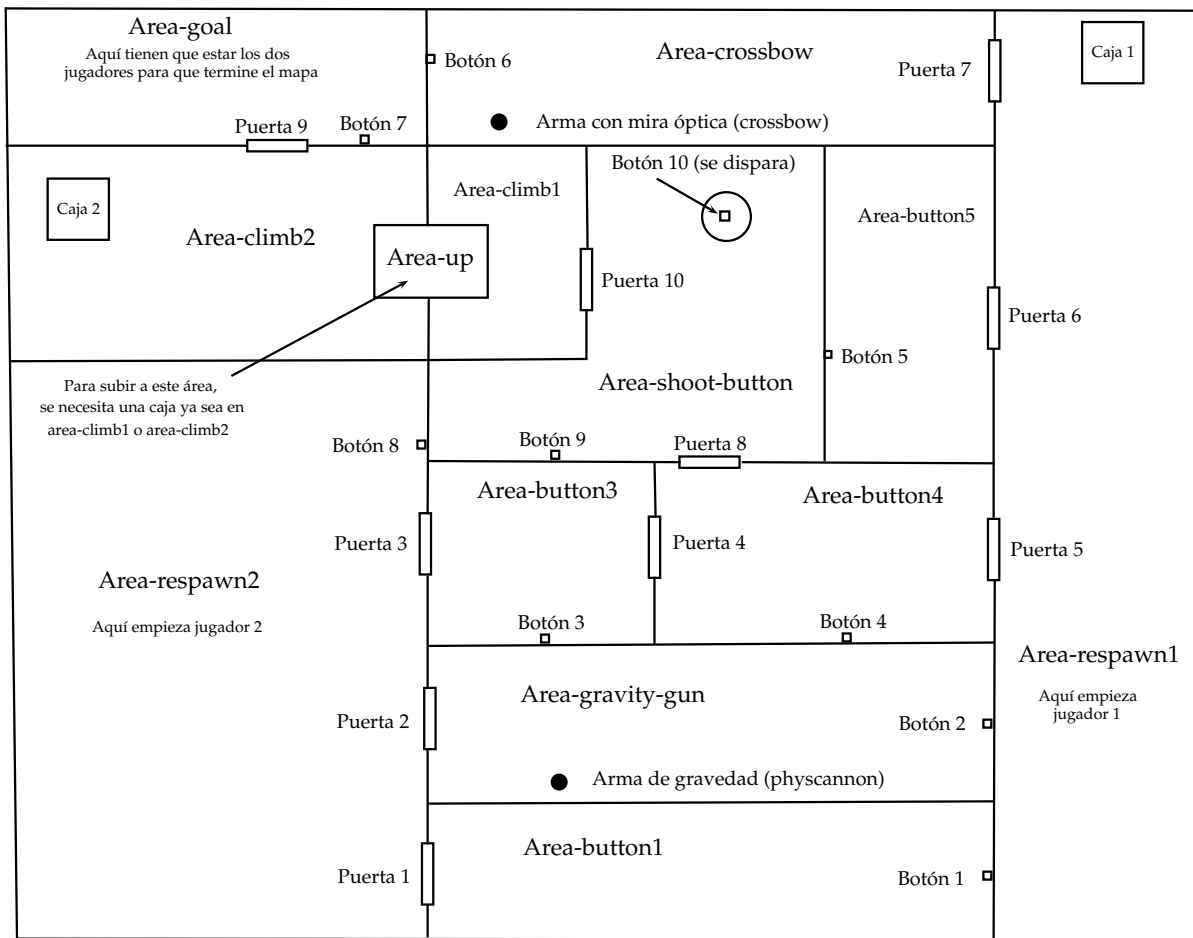 Area-goal
Aquí tienen que estar los dos
jugadores para que termine el mapa
Botón 6
Area-crossbow
Puerta 7
Caja 1
Puerta 9
Botón 7
Arma con mira óptica (crossbow)
Botón 10 (se dispara)
Caja 2
Area-climb1
Area-button5
Area-climb2
Area-up
Puerta 10
Puerta 6
Botón 5
Para subir a este área,
se necesita una caja ya sea en
area-climb1 o area-climb2
Area-shoot-button
Botón 8
Botón 9
Puerta 8
Area-button3
Area-button4
Puerta 3
Puerta 4
Puerta 5
Area-respawn2
Aquí empieza jugador 2
Botón 3
Botón 4
Area-respawn1
Aquí empieza
jugador 1
Area-gravity-gun
Puerta 2
Botón 2
Arma de gravedad (physcannon)
Area-button1
Puerta 1
Botón 1